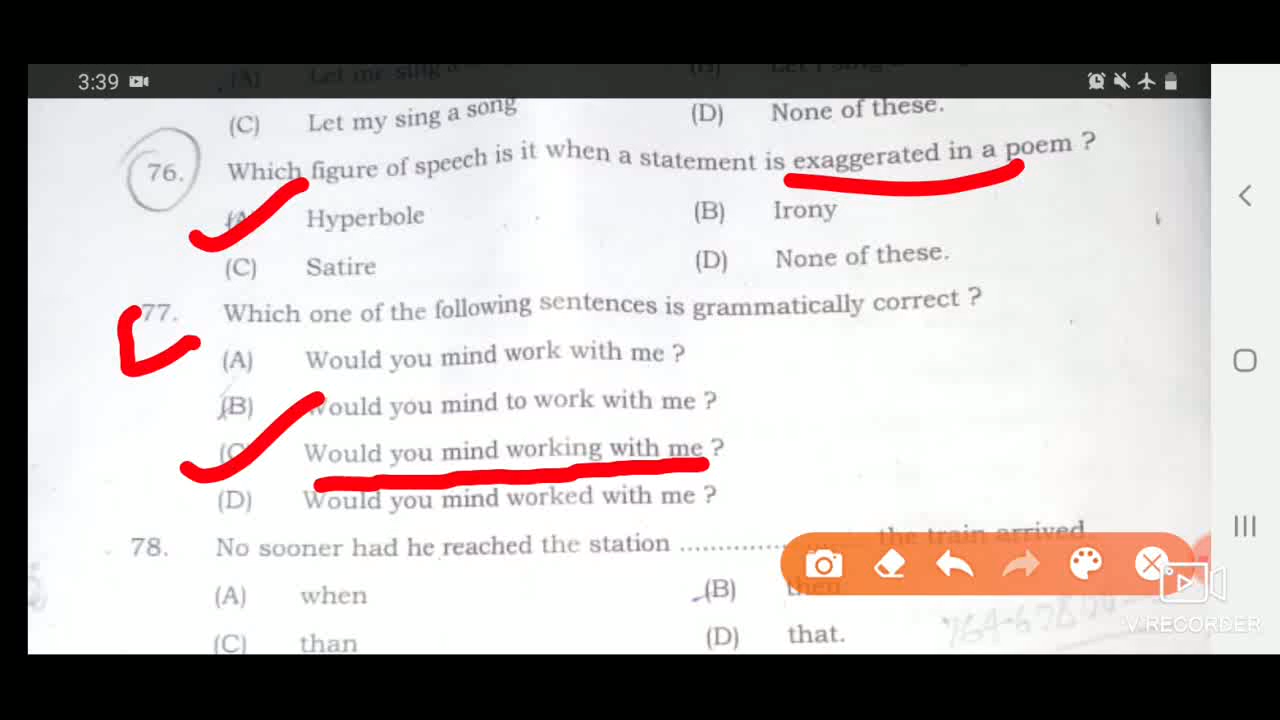 3:39
(A) Let me sing a
(C) Let my sing a song (D) None of these.
76. Which figure of speech is it when a statement is exaggerated in a poem ?
(A) Hyperbole (B) Irony
(C) Satire (D) None of these.
77. Which one of the following sentences is grammatically correct ?
(A) Would you mind work with me ?
(B) Would you mind to work with me ?
(C) Would you mind working with me ?
(D) Would you mind worked with me ?
78. No sooner had he reached the station .............. the train arrived.
(A) when (B) then
(C) than (D) that.
V RECORDER